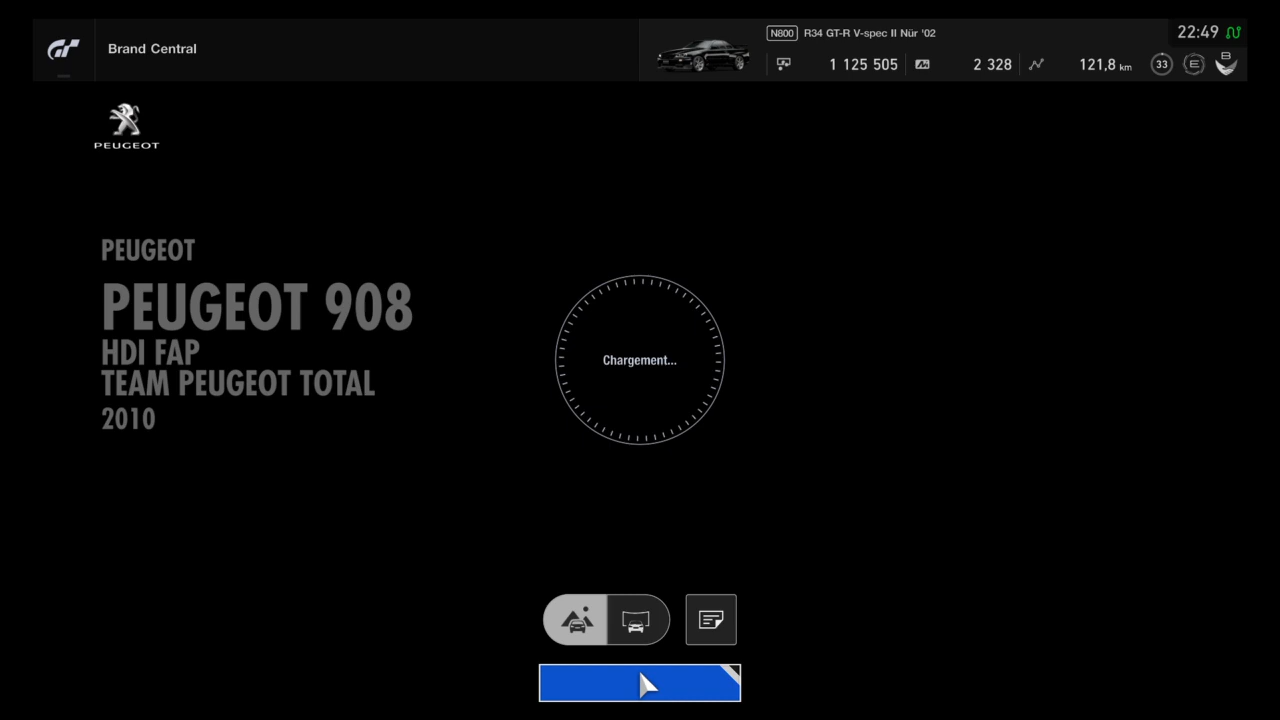 GT
Brand Central
N800 R34 GT-R V-spec II Nür '02
22:49
1 125 505
2 328
121,8 km
33
E
B
PEUGEOT
PEUGEOT
PEUGEOT 908
HDI FAP
TEAM PEUGEOT TOTAL
2010
Chargement...